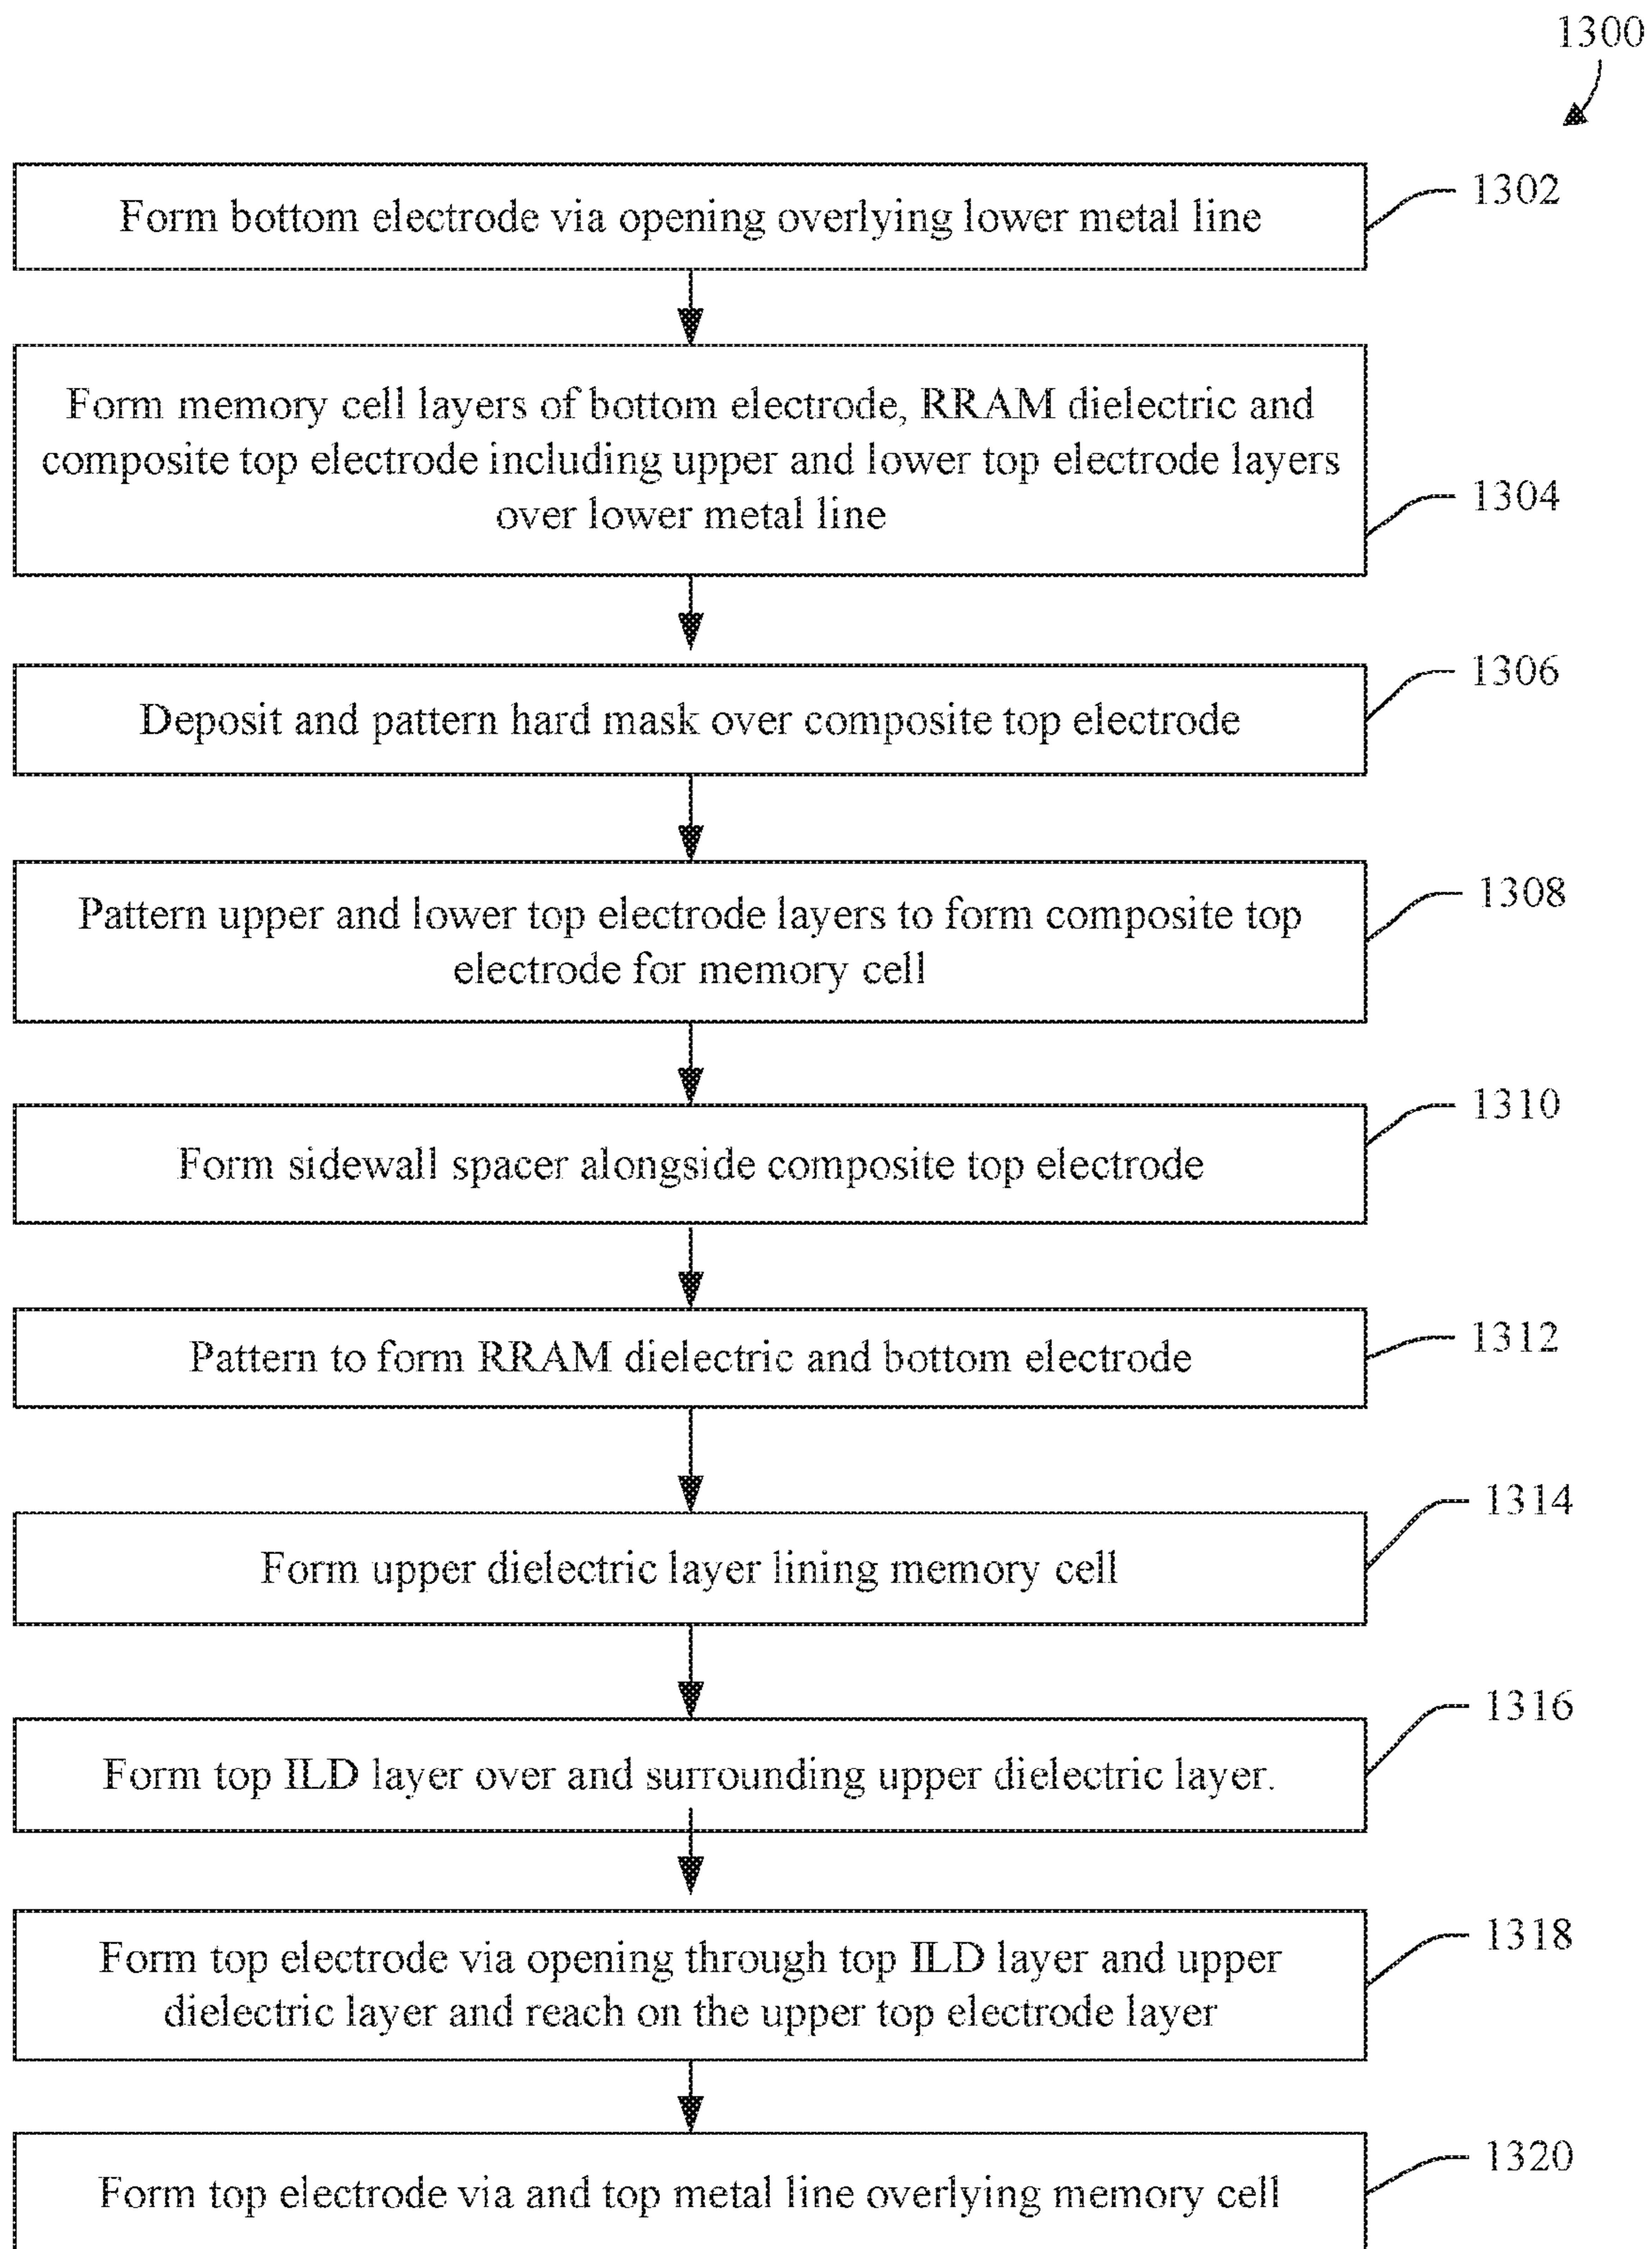 1300
Form bottom electrode via opening overlying lower metal line
1302
Form memory cell layers of bottom electrode, RRAM dielectric and
composite top electrode including upper and lower top electrode layers
over lower metal line
1304
Deposit and pattern hard mask over composite top electrode
1306
Pattern upper and lower top electrode layers to form composite top
electrode for memory cell
1308
Form sidewall spacer alongside composite top electrode
1310
Pattern to form RRAM dielectric and bottom electrode
1312
Form upper dielectric layer lining memory cell
1314
Form top ILD layer over and surrounding upper dielectric layer.
1316
Form top electrode via opening through top ILD layer and upper
dielectric layer and reach on the upper top electrode layer
1318
Form top electrode via and top metal line overlying memory cell
1320